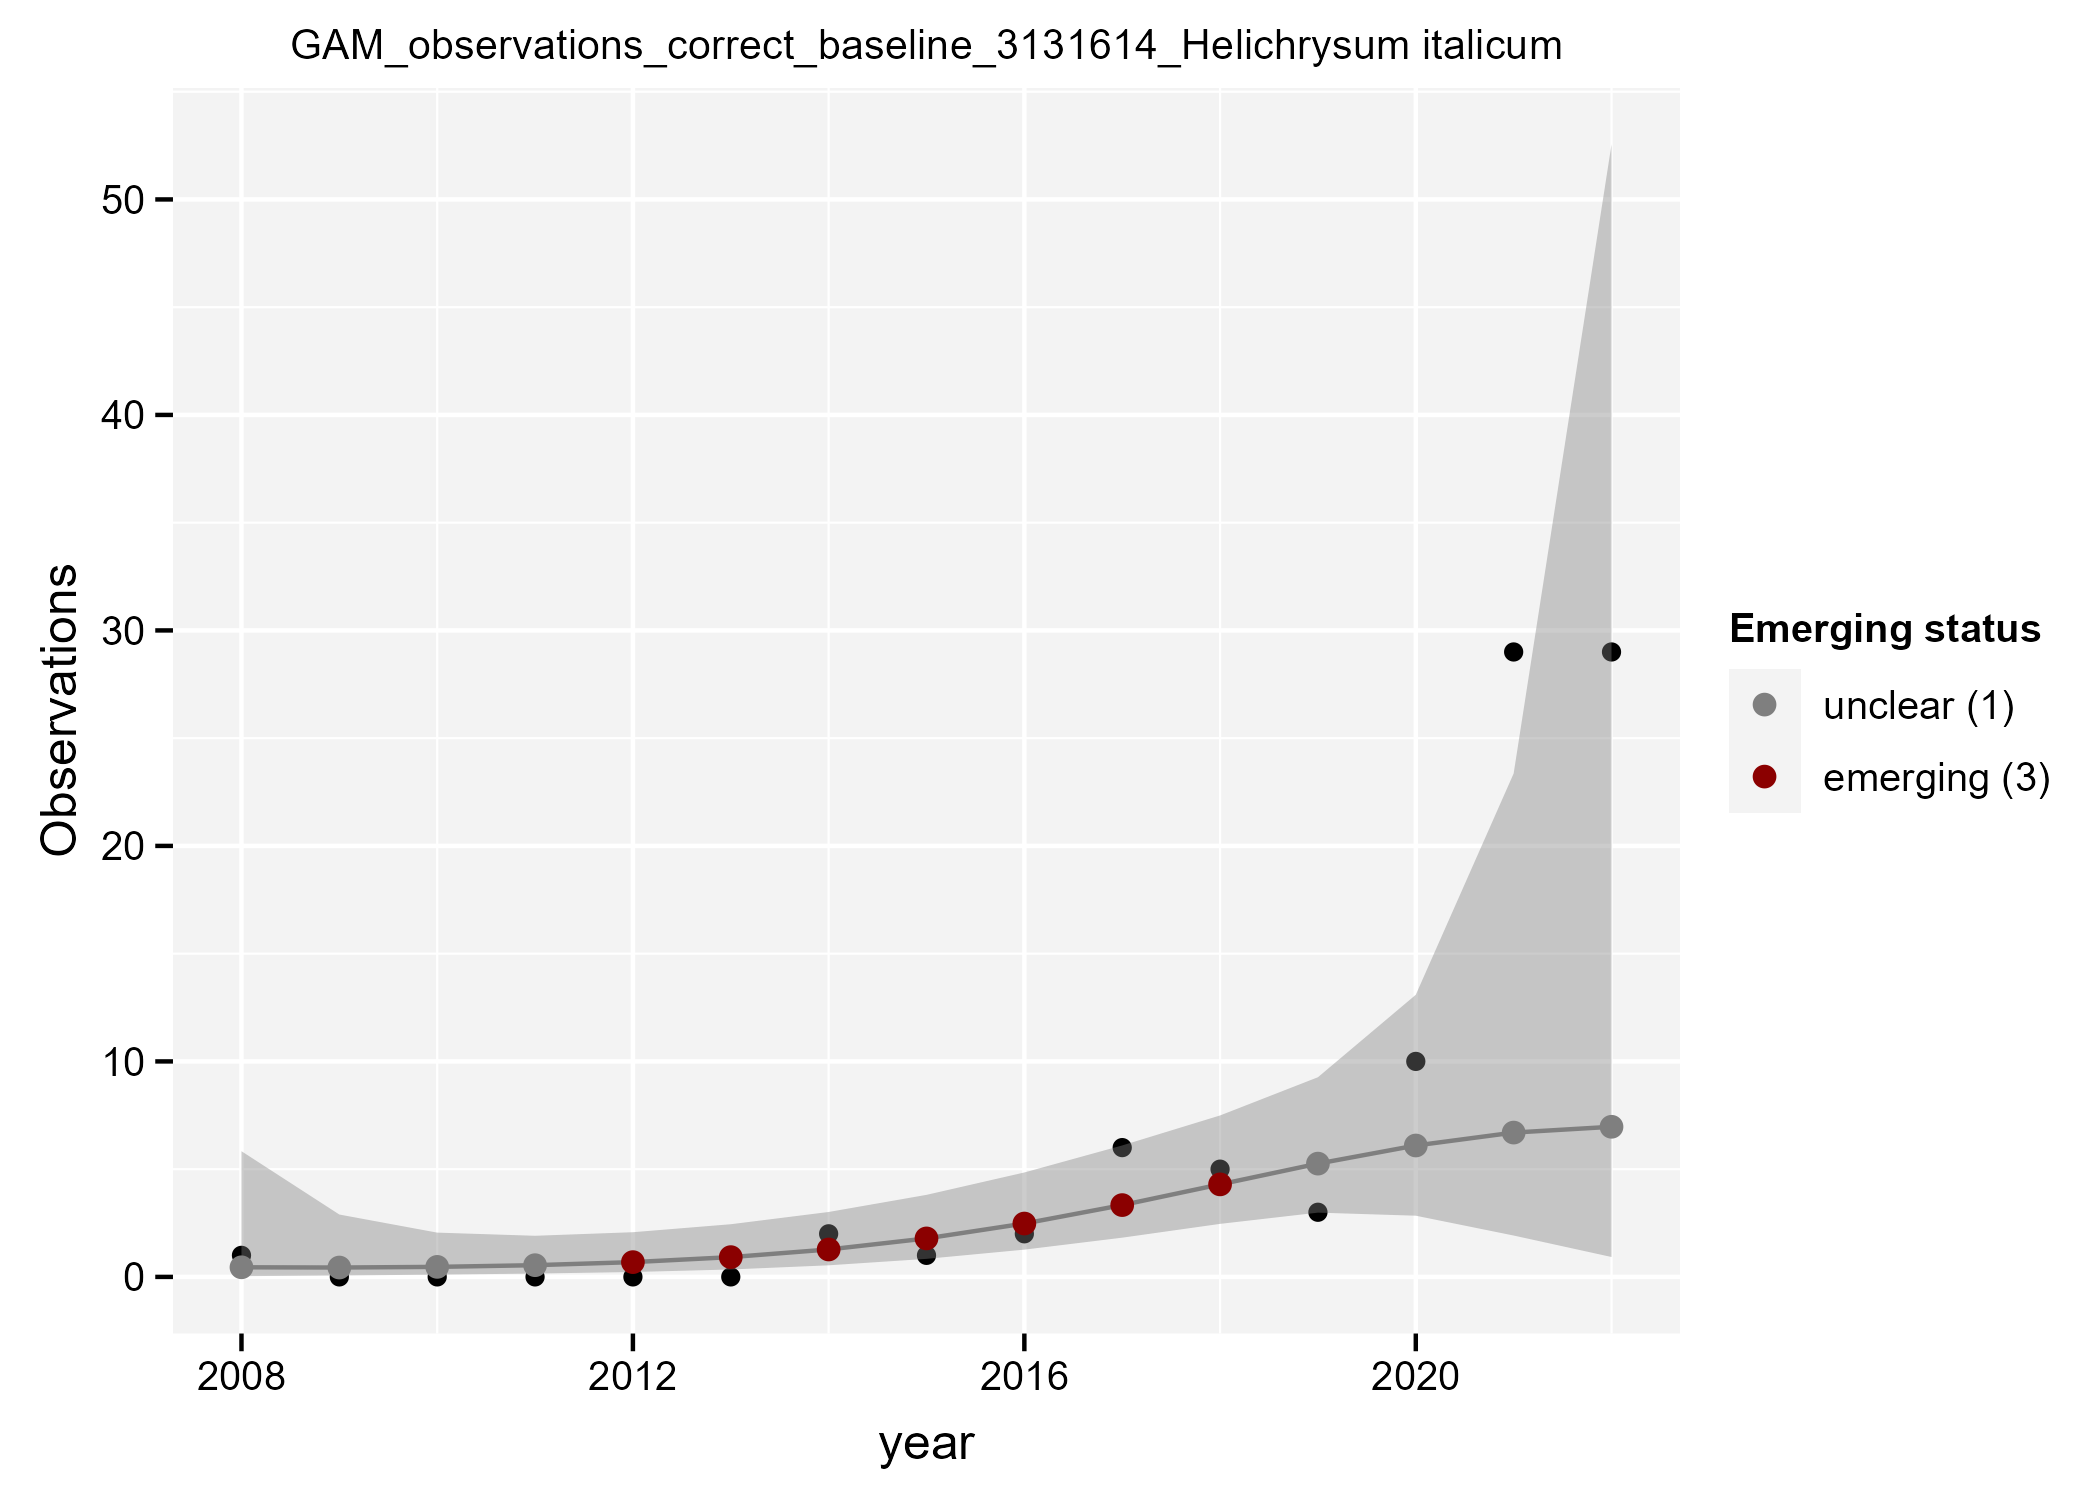 GAM_observations_correct_baseline_3131614_Helichrysum italicum
50
40
30
20
10
0
Observations
2008 2012 2016 2020
year
Emerging status
unclear (1)
emerging (3)